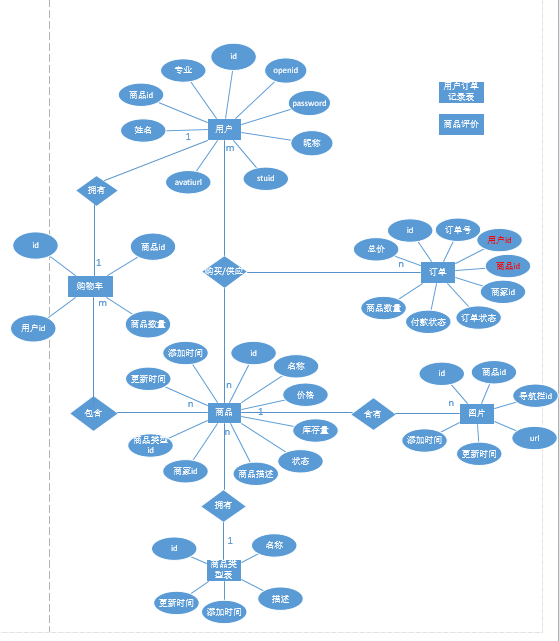 id
专业
openid
商品id
password
姓名
1
用户
昵称
m
avatiurl
stuid
用户订单
记录表
商品评价
拥有
id
商品id
1
购物车
m
用户id
商品数量
购买/供应
n
id
订单号
总价
用户id
商品id
订单
商家id
商品数量
付款状态
订单状态
添加时间
id
名称
更新时间
价格
n
n
商品
1
库存量
n
商品类型
id
商家id
商品描述
状态
包含
含有
n
id
商品id
导航栏id
图片
url
添加时间
更新时间
拥有
1
id
名称
商品类
型表
更新时间
添加时间
描述